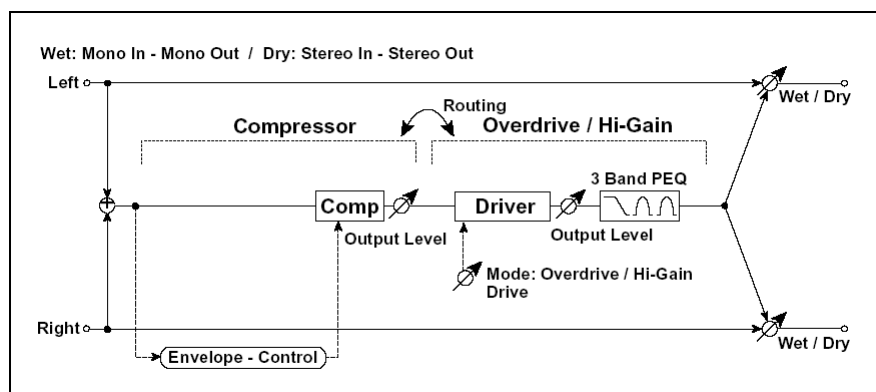 Wet: Mono In - Mono Out / Dry: Stereo In - Stereo Out
Left
Wet / Dry
Routing
Compressor
Overdrive / Hi-Gain
3 Band PEQ
Comp
Driver
Output Level
Output Level
Mode: Overdrive / Hi-Gain
Drive
Right
Wet / Dry
Envelope - Control